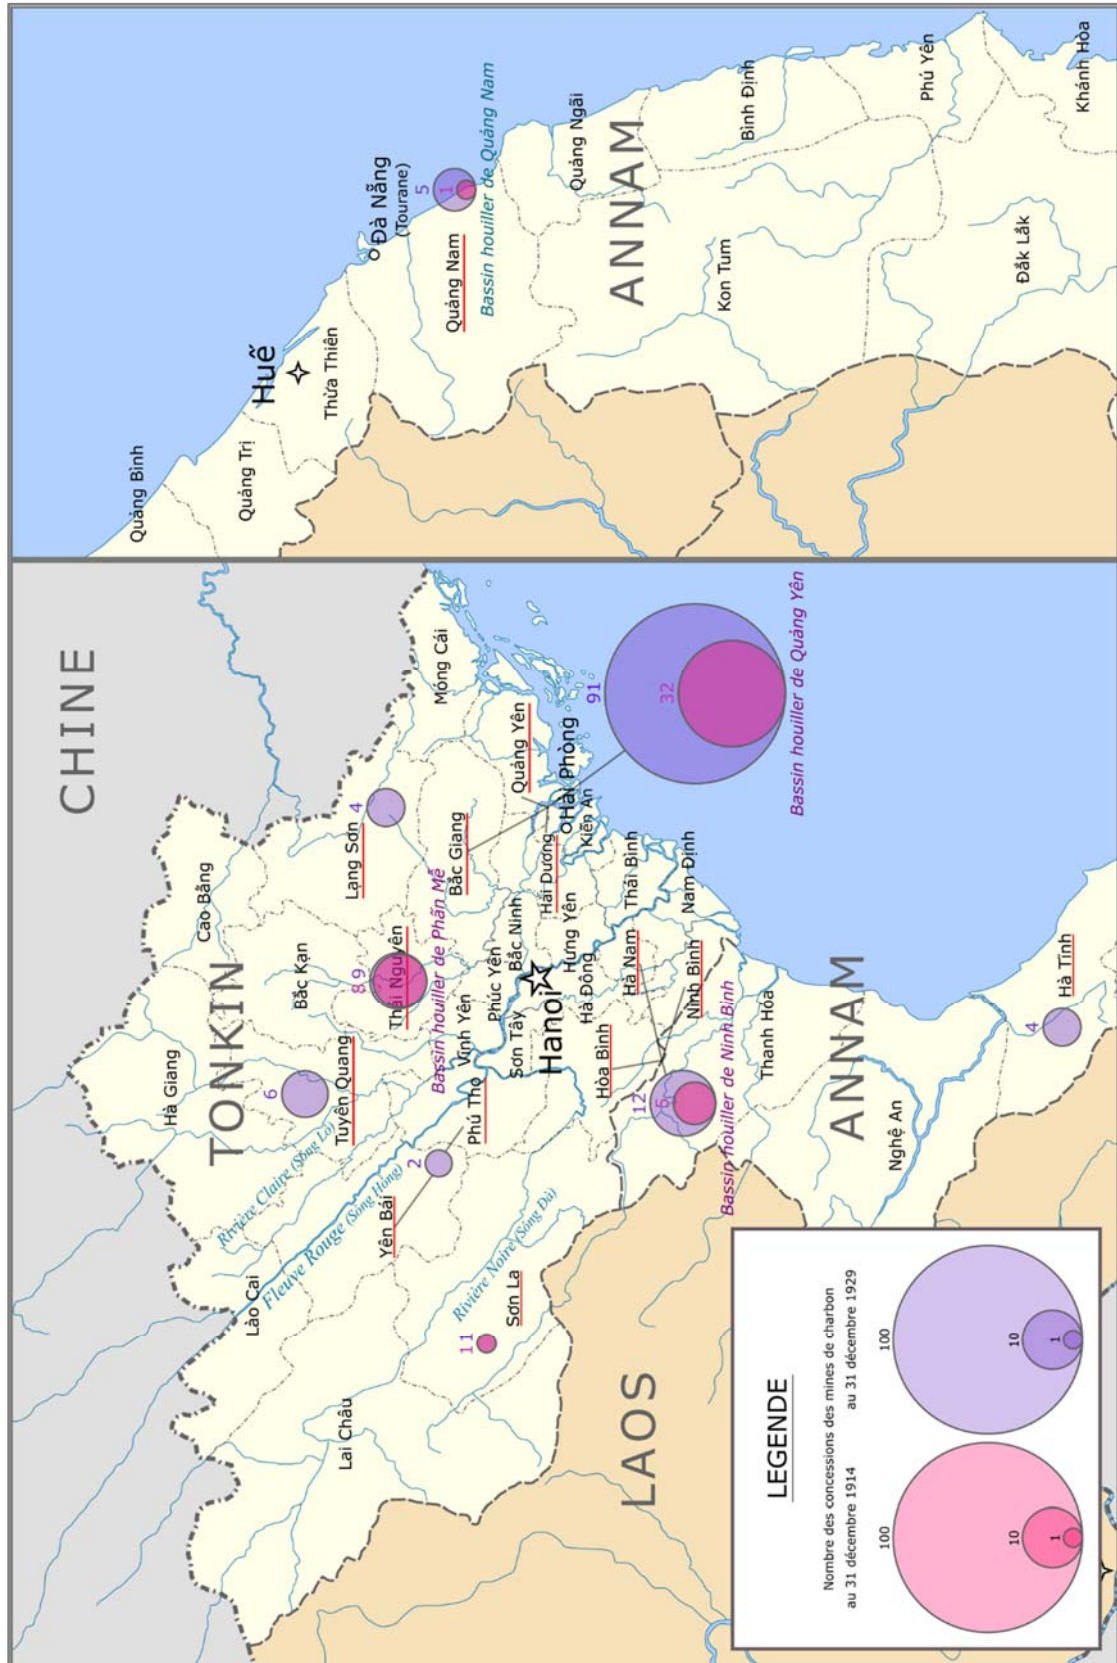 CHINE
TONKIN
Hà Giang
Cao Bằng
Lào Cai
Bắc Kạn
Tuyên Quang
6
Rivière Claire (Sông Lô)
Fleuve Rouge (Sông Hồng)
Lạng Sơn
4
8 9
Thái Nguyên
Bassin houiller de Phấn Mễ
Móng Cái
Lai Châu
Yên Bái
2
Phú Thọ
Vĩnh Yên
Phúc Yên
Bắc Giang
Bắc Ninh
Quảng Yên
Sơn La
1 1
Rivière Noire (Sông Đà)
Sơn Tây
Hanoï
Hải Dương
Hải Phòng
Kiến An
Hưng Yên
Hà Đông
Hòa Bình
Hà Nam
Thái Bình
Nam Định
Ninh Bình
12
5
Bassin houiller de Ninh Bình
91
32
Bassin houiller de Quảng Yên
Thanh Hóa
LAOS
ANNAM
Nghệ An
4
Hà Tĩnh
LEGENDE
Nombre des concessions des mines de charbon
au 31 décembre 1914
au 31 décembre 1929
100
10
1
100
10
1
Quảng Bình
Quảng Trị
Huế
Thừa Thiên
Đà Nẵng
(Tourane)
Quảng Nam
5
1
Bassin houiller de Quảng Nam
Quảng Ngãi
ANNAM
Kon Tum
Bình Định
Phú Yên
Đắk Lắk
Khánh Hòa